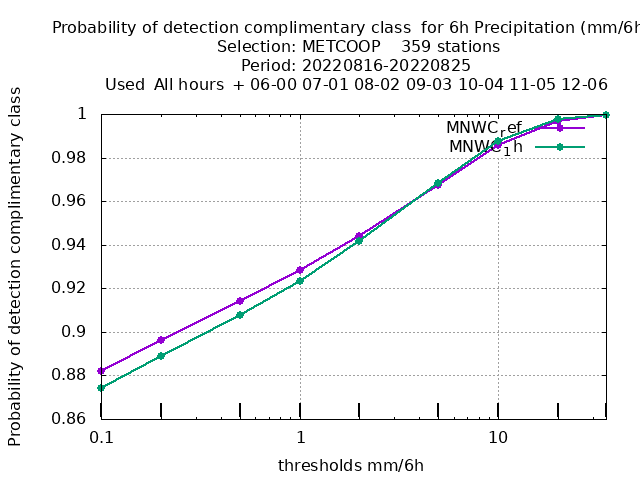 Probability of detection complimentary class  for 6h Precipitation (mm/6h
Selection: METCOOP    359 stations
Period: 20220816-20220825
Used  All hours  + 06-00 07-01 08-02 09-03 10-04 11-05 12-06
Probability of detection complimentary class
1
0.98
0.96
0.94
0.92
0.9
0.88
0.86
MNWCref
MNWC1h
0.1
1
10
thresholds mm/6h